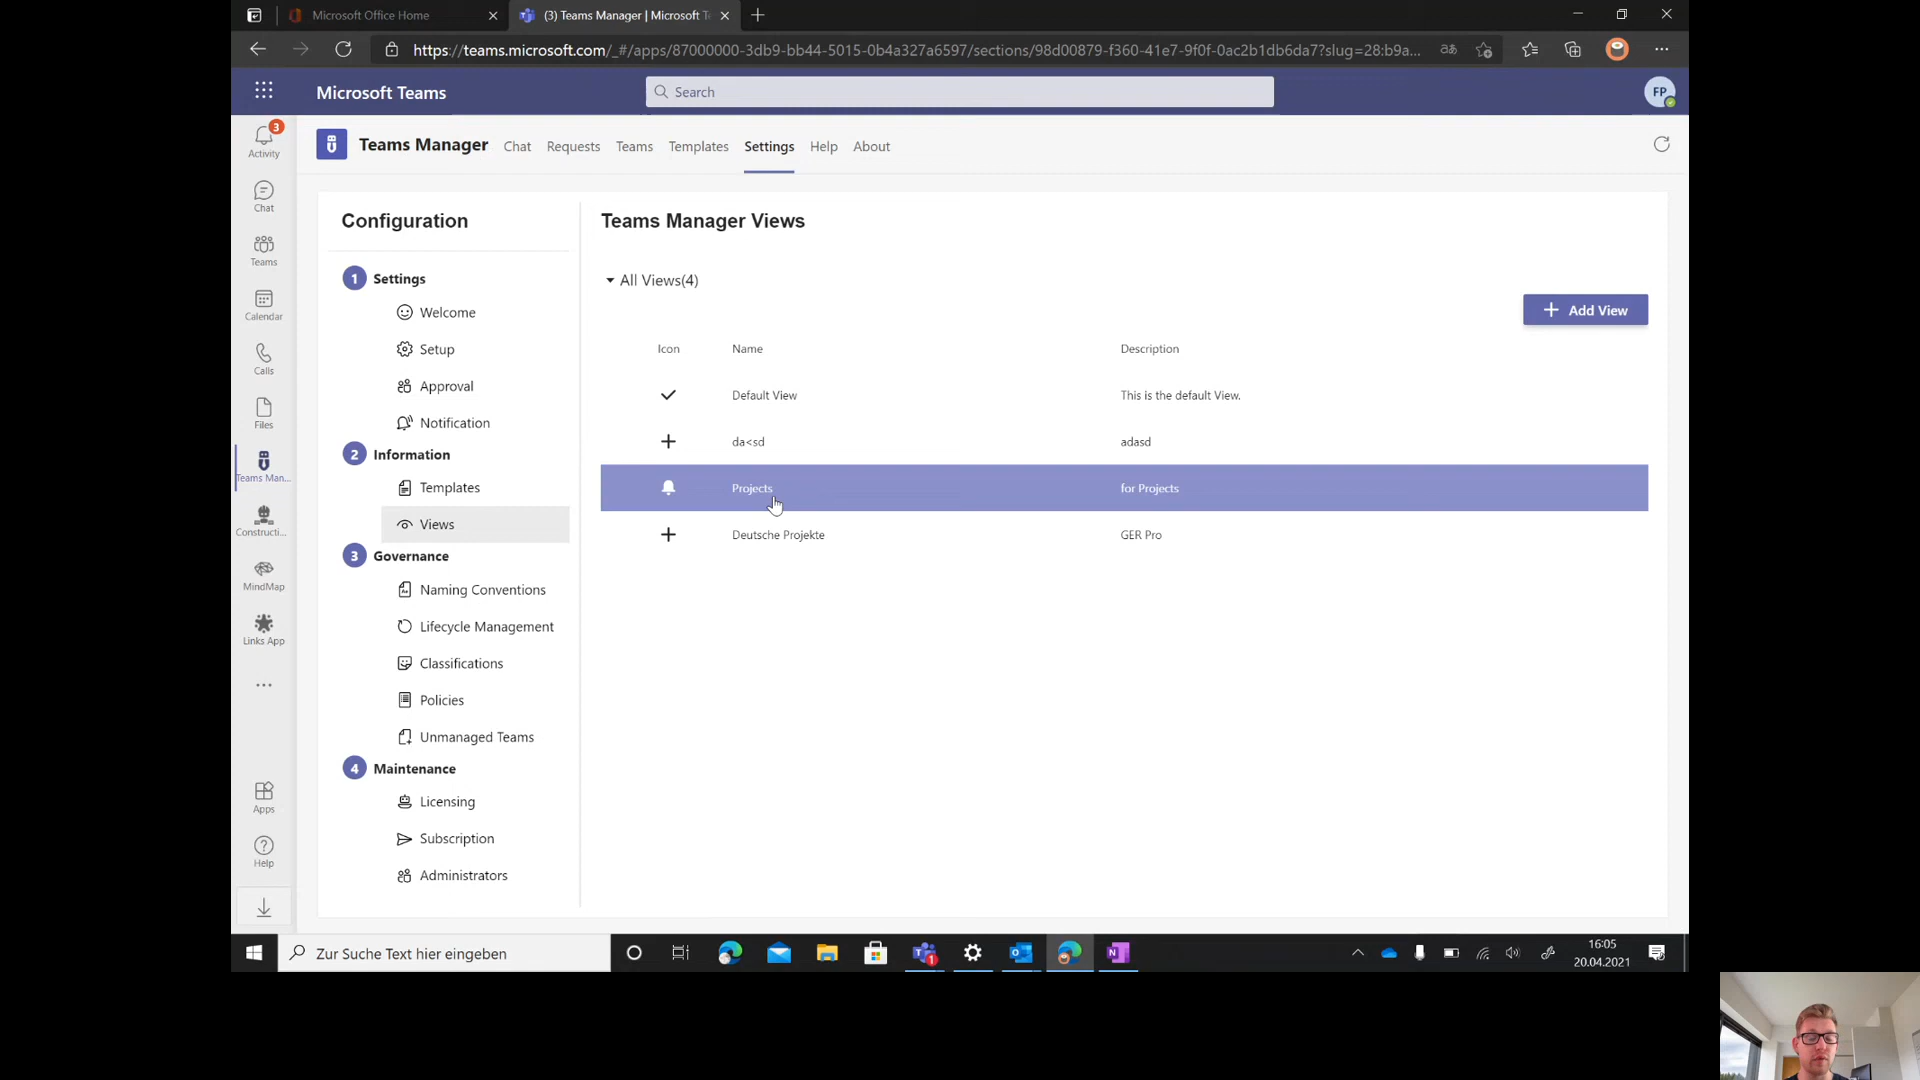 Microsoft Office Home
(3) Teams Manager | Microsoft Te
https://teams.microsoft.com/_#/apps/87000000-3db9-bb44-5015-0b4a327a6597/sections/98d00879-f360-41e7-9f0f-0ac2b1db6da7?slug=28:b9a...
Microsoft Teams
Search
FP
3
Activity
Chat
Teams
Calendar
Calls
Files
Teams Man...
Constructi...
MindMap
Links App
Apps
Help
Teams Manager
Chat
Requests
Teams
Templates
Settings
Help
About
Configuration
1 Settings
Welcome
Setup
Approval
Notification
2 Information
Templates
Views
3 Governance
Naming Conventions
Lifecycle Management
Classifications
Policies
Unmanaged Teams
4 Maintenance
Licensing
Subscription
Administrators
Teams Manager Views
All Views(4)
Add View
Icon Name Description
Default View This is the default View.
da<sd adasd
Projects for Projects
Deutsche Projekte GER Pro
Zur Suche Text hier eingeben
1
16:05
20.04.2021